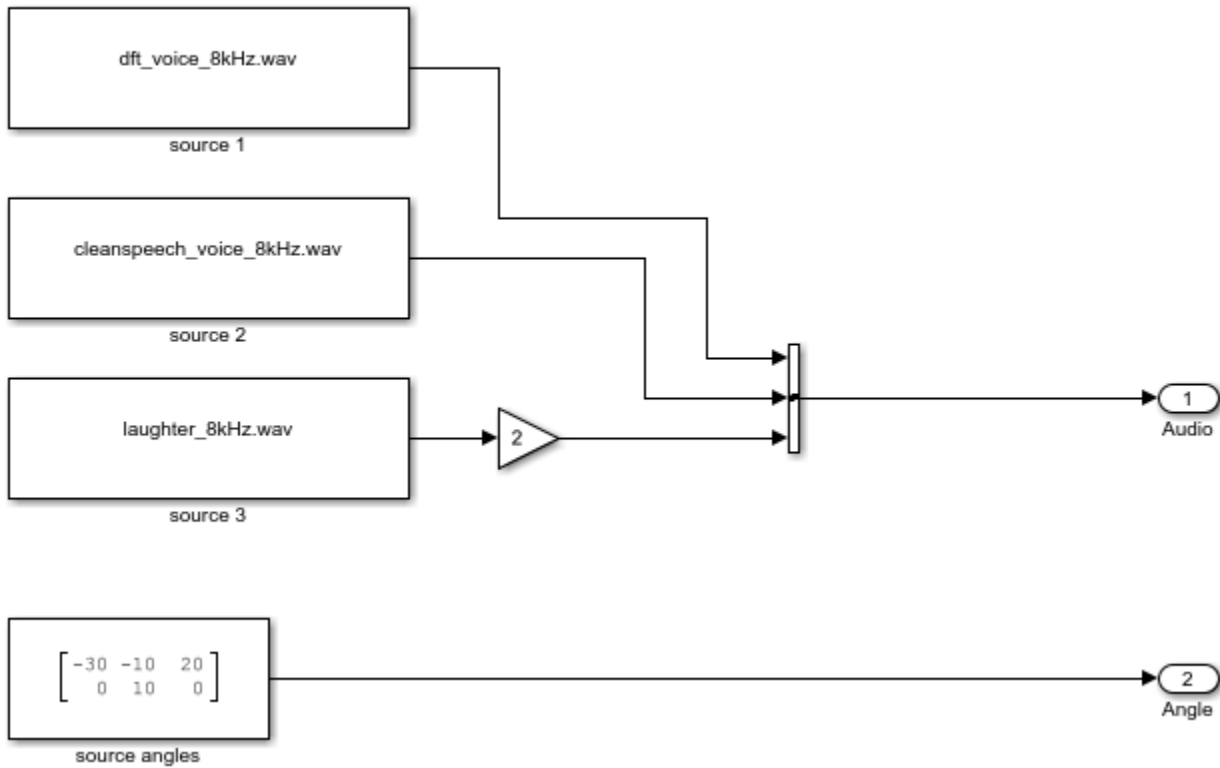 dft_voice_8kHz.wav
source 1
cleanspeech_voice_8kHz.wav
source 2
laughter_8kHz.wav
2
source 3
1
Audio
-30 -10 20
0 10 0
source angles
2
Angle